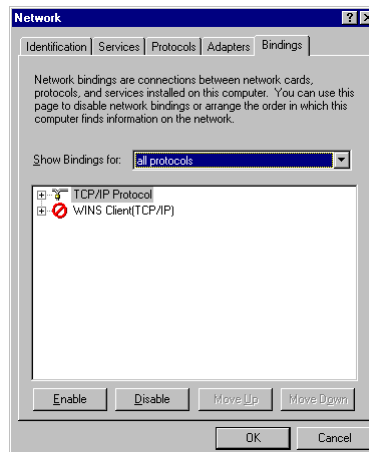 Network
Identification Services Protocols Adapters Bindings
Network bindings are connections between network cards,
protocols, and services installed on this computer. You can use this
page to disable network bindings or arrange the order in which this
computer finds information on the network.
Show Bindings for: all protocols
TCP/IP Protocol
WINS Client(TCP/IP)
Enable Disable Move Up Move Down
OK Cancel